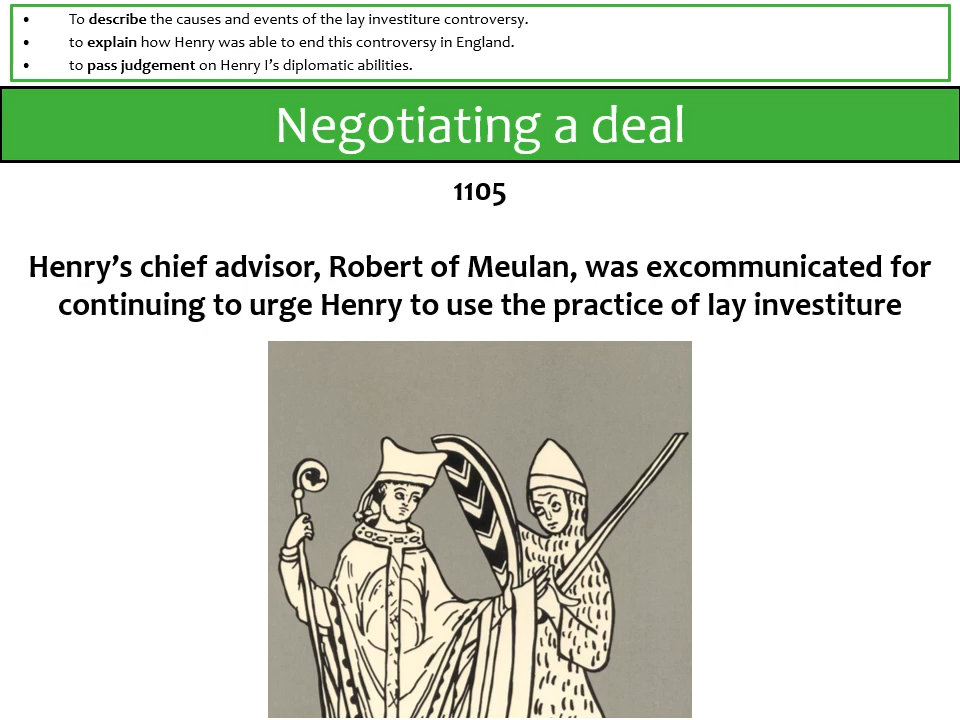 • To describe the causes and events of the lay investiture controversy.
• to explain how Henry was able to end this controversy in England.
• to pass judgement on Henry I’s diplomatic abilities.
Negotiating a deal
1105
Henry’s chief advisor, Robert of Meulan, was excommunicated for
continuing to urge Henry to use the practice of lay investiture